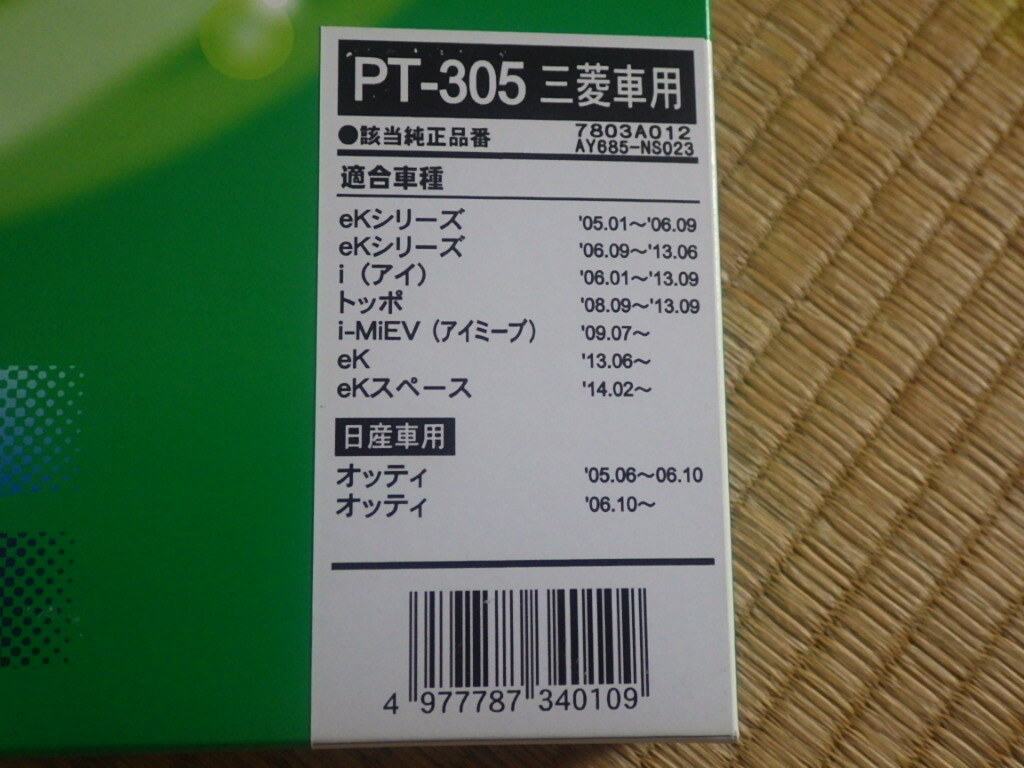 PT-305 三菱車用
●該当純正品番 7803A012
AY685-NS023
適合車種
eKシリーズ '05.01〜'06.09
eKシリーズ '06.09〜'13.06
i（アイ） '06.01〜'13.09
トッポ '08.09〜'13.09
i-MiEV（アイミーブ） '09.07〜
eK '13.06〜
eKスペース '14.02〜
日産車用
オッティ '05.06〜06.10
オッティ '06.10〜
4 977787 340109